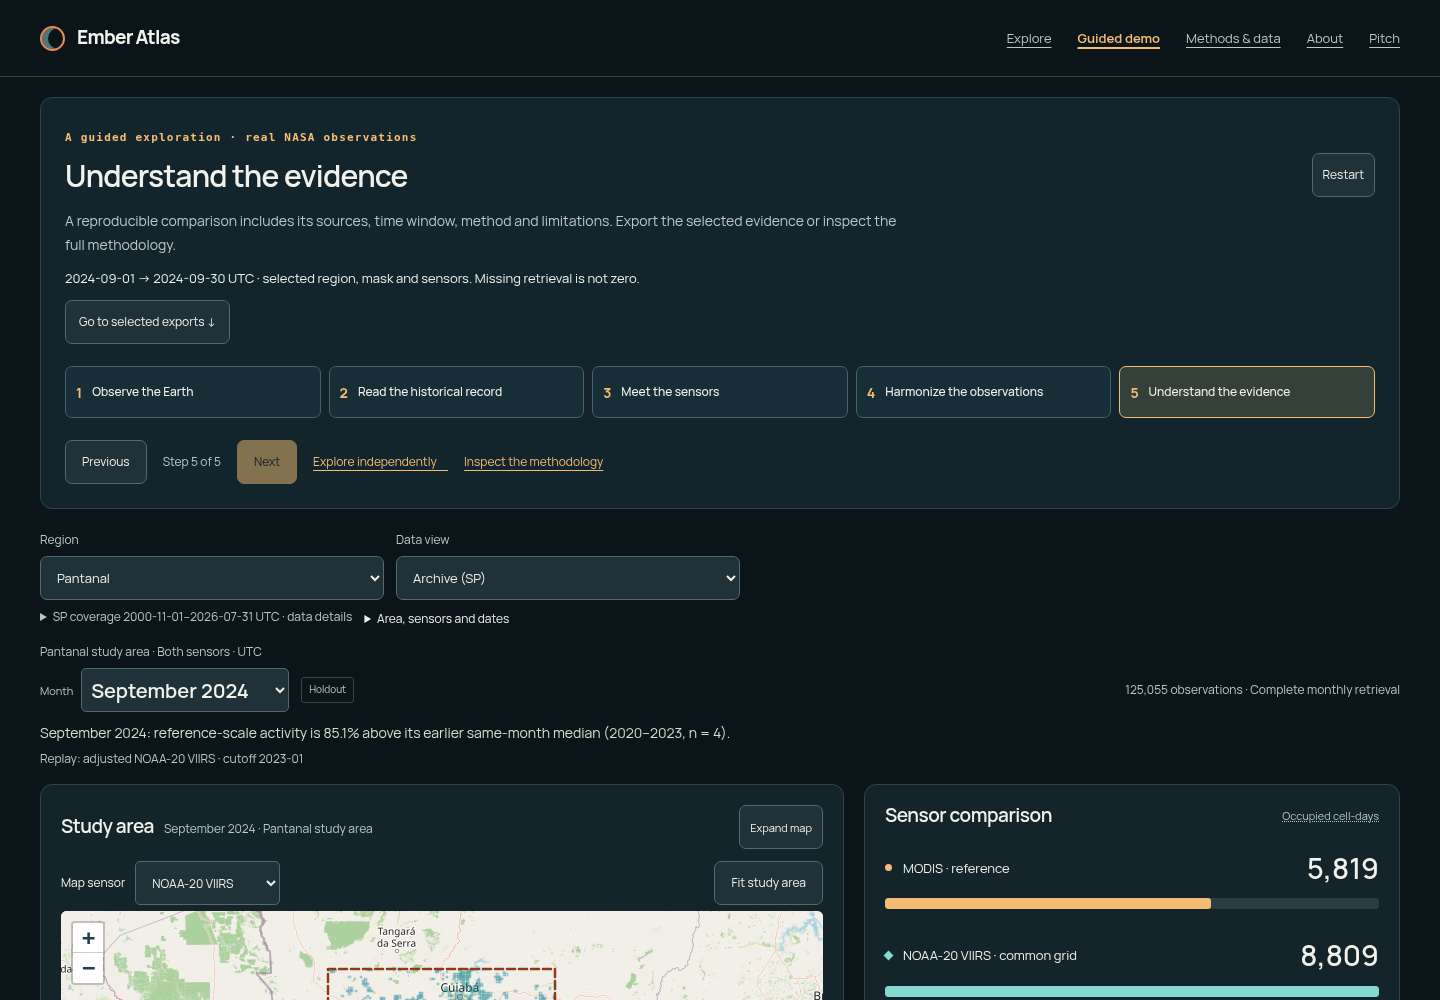 Ember Atlas
Explore
Guided demo
Methods & data
About
Pitch
A guided exploration · real NASA observations
Understand the evidence
Restart
A reproducible comparison includes its sources, time window, method and limitations. Export the selected evidence or inspect the
full methodology.
2024-09-01 → 2024-09-30 UTC · selected region, mask and sensors. Missing retrieval is not zero.
Go to selected exports ↓
1 Observe the Earth
2 Read the historical record
3 Meet the sensors
4 Harmonize the observations
5 Understand the evidence
Previous
Step 5 of 5
Next
Explore independently
Inspect the methodology
Region
Data view
Pantanal
Archive (SP)
SP coverage 2000-11-01–2026-07-31 UTC · data details
Area, sensors and dates
Pantanal study area · Both sensors · UTC
Month
September 2024
Holdout
125,055 observations · Complete monthly retrieval
September 2024: reference-scale activity is 85.1% above its earlier same-month median (2020–2023, n = 4).
Replay: adjusted NOAA-20 VIIRS · cutoff 2023-01
Study area
September 2024 · Pantanal study area
Expand map
Map sensor
NOAA-20 VIIRS
Fit study area
+
−
Tangará
da Serra
da
Cuiabá
Sensor comparison
Occupied cell-days
MODIS · reference
5,819
NOAA-20 VIIRS · common grid
8,809